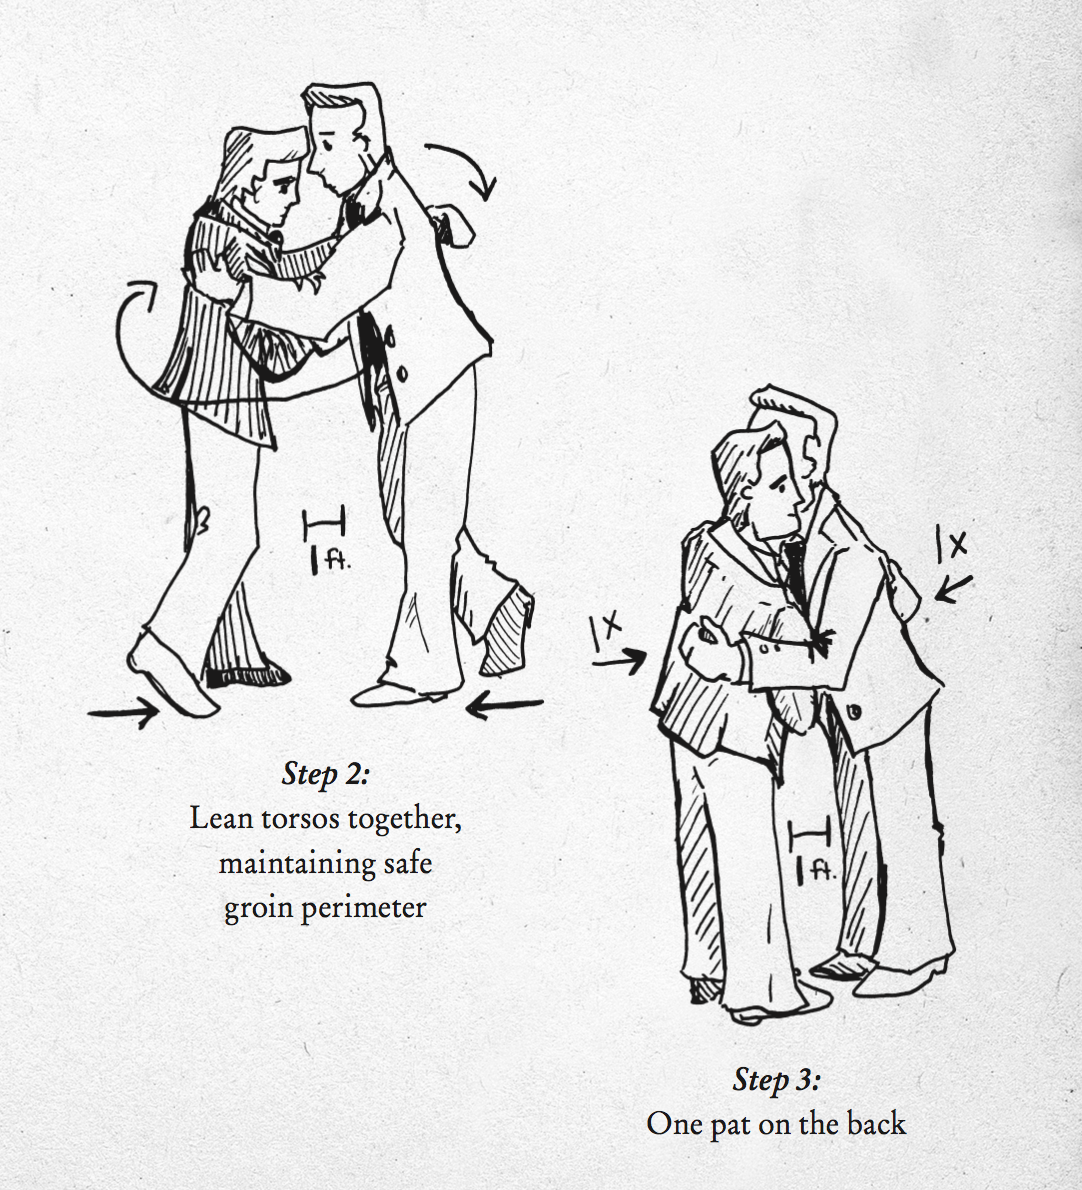 1 ft.
Step 2:
Lean torsos together,
maintaining safe
groin perimeter
1x
1x
1 ft.
Step 3:
One pat on the back